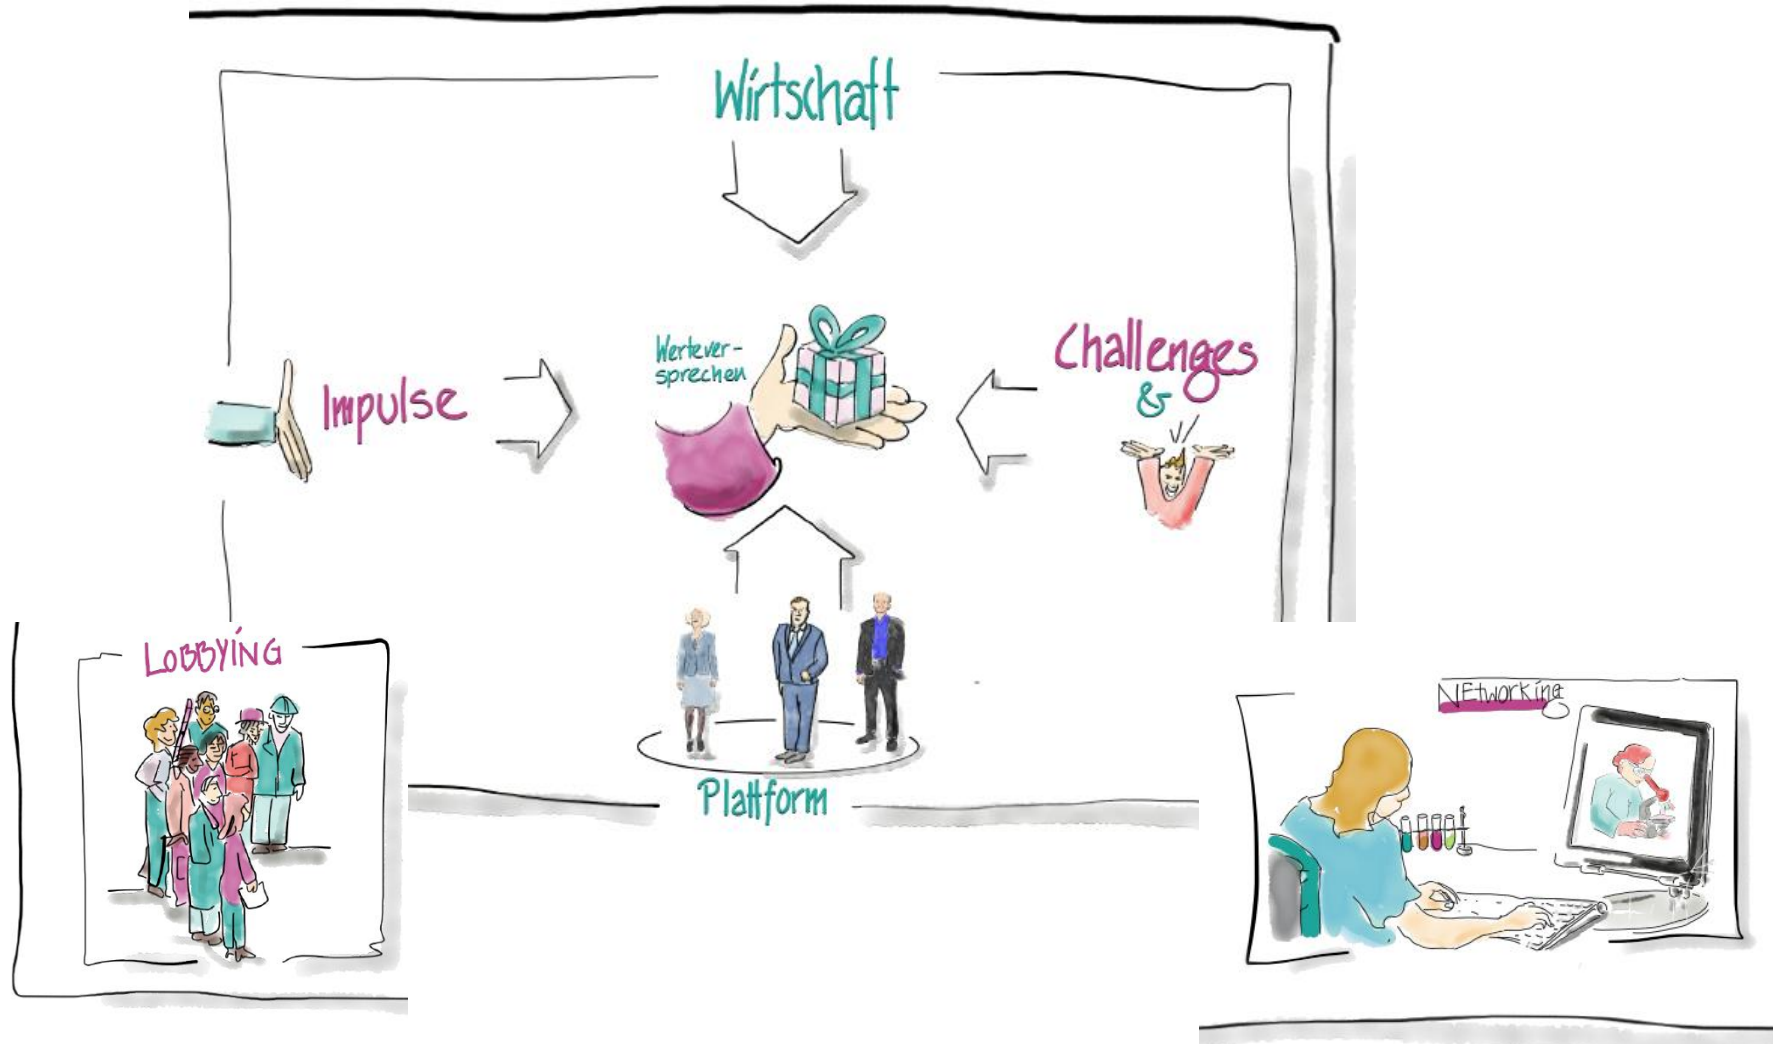 Wirtschaft
Wertever-
sprechen
Impulse
Challenges
&
LOBBYING
Plattform
NEtworking